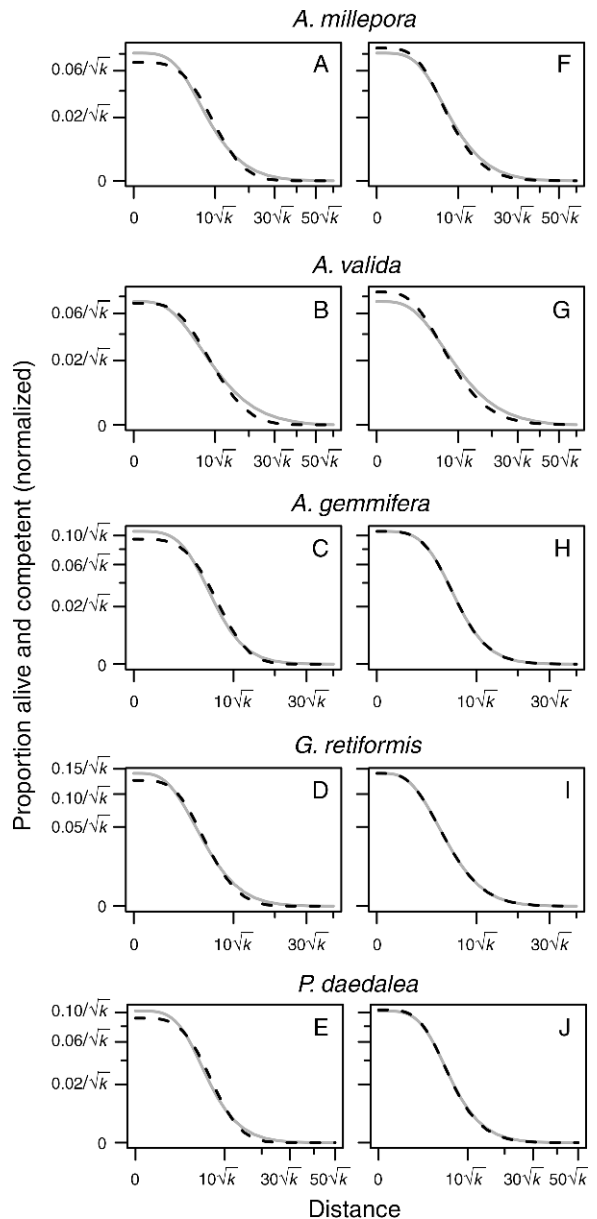 A. millepora
A
F
0.06/√k
0.02/√k
0
0 10√k 30√k 50√k
0 10√k 30√k 50√k
A. valida
B
G
0.06/√k
0.02/√k
0
0 10√k 30√k 50√k
0 10√k 30√k 50√k
A. gemmifera
C
H
0.10/√k
0.06/√k
0.02/√k
0
0 10√k 30√k
0 10√k 30√k
G. retiformis
D
I
0.15/√k
0.10/√k
0.05/√k
0
0 10√k 30√k
0 10√k 30√k
P. daedalea
E
J
0.10/√k
0.06/√k
0.02/√k
0
0 10√k 30√k 50√k
0 10√k 30√k 50√k
Distance
Proportion alive and competent (normalized)